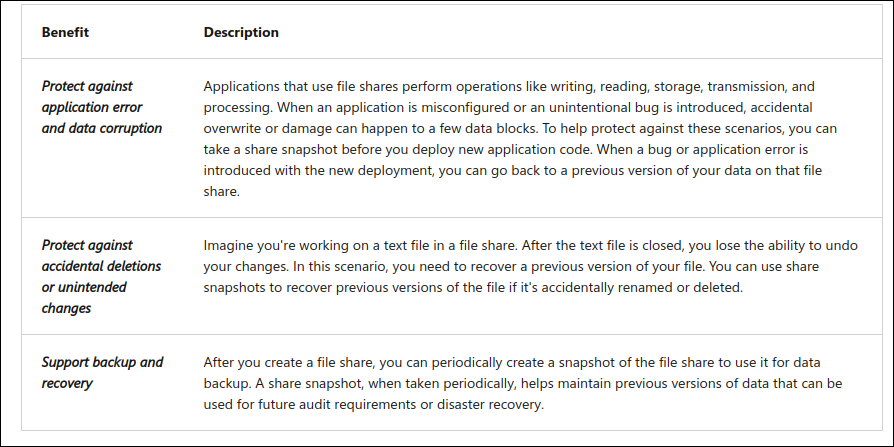 Benefit
Description
Protect against
application error
and data corruption
Applications that use file shares perform operations like writing, reading, storage, transmission, and
processing. When an application is misconfigured or an unintentional bug is introduced, accidental
overwrite or damage can happen to a few data blocks. To help protect against these scenarios, you can
take a share snapshot before you deploy new application code. When a bug or application error is
introduced with the new deployment, you can go back to a previous version of your data on that file
share.
Protect against
accidental deletions
or unintended
changes
Imagine you're working on a text file in a file share. After the text file is closed, you lose the ability to undo
your changes. In this scenario, you need to recover a previous version of your file. You can use share
snapshots to recover previous versions of the file if it's accidentally renamed or deleted.
Support backup and
recovery
After you create a file share, you can periodically create a snapshot of the file share to use it for data
backup. A share snapshot, when taken periodically, helps maintain previous versions of data that can be
used for future audit requirements or disaster recovery.